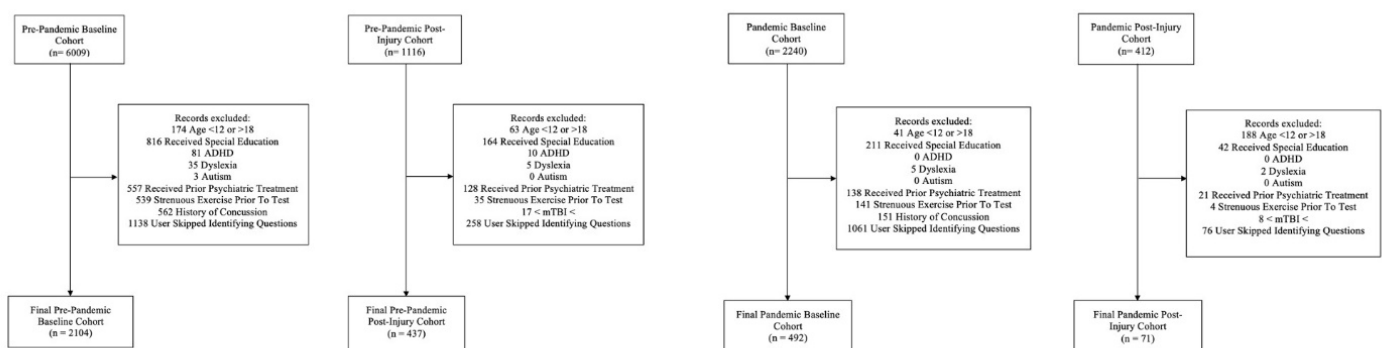 Pre-Pandemic Baseline
Cohort
(n= 6009)
Records excluded:
174 Age <12 or >18
816 Received Special Education
81 ADHD
35 Dyslexia
3 Autism
557 Received Prior Psychiatric Treatment
539 Strenuous Exercise Prior To Test
562 History of Concussion
1138 User Skipped Identifying Questions
Final Pre-Pandemic
Baseline Cohort
(n = 2104)
Pre-Pandemic Post-
Injury Cohort
(n= 1116)
Records excluded:
63 Age <12 or >18
164 Received Special Education
10 ADHD
5 Dyslexia
0 Autism
128 Received Prior Psychiatric Treatment
35 Strenuous Exercise Prior To Test
17 < mTBI <
258 User Skipped Identifying Questions
Final Pre-Pandemic
Post-Injury Cohort
(n = 437)
Pandemic Baseline
Cohort
(n= 2240)
Records excluded:
41 Age <12 or >18
211 Received Special Education
0 ADHD
5 Dyslexia
0 Autism
138 Received Prior Psychiatric Treatment
141 Strenuous Exercise Prior To Test
151 History of Concussion
1061 User Skipped Identifying Questions
Final Pandemic Baseline
Cohort
(n = 492)
Pandemic Post-Injury
Cohort
(n= 412)
Records excluded:
188 Age <12 or >18
42 Received Special Education
0 ADHD
2 Dyslexia
0 Autism
21 Received Prior Psychiatric Treatment
4 Strenuous Exercise Prior To Test
8 < mTBI <
76 User Skipped Identifying Questions
Final Pandemic Post-
Injury Cohort
(n = 71)